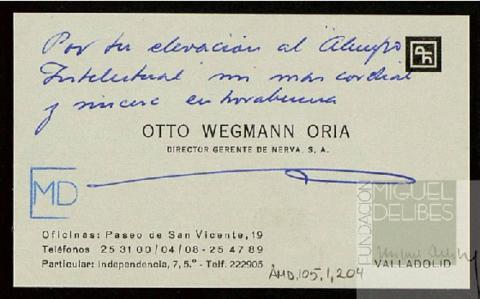 Por su elevación al "Olimpo
Intelectual mi más cordial
y sincera enhorabuena
OTTO WEGMANN ORIA
DIRECTOR GERENTE DE NERVA, S. A.
MD
Oficinas: Paseo de San Vicente, 19
Teléfonos 25 31 00 / 04 / 08 - 25 47 89
Particular: Independencia, 7, 5.º - Telf. 222905
AMD,105,1,204
VALLADOLID
FUNDACIÓN
MIGUEL
DELIBES